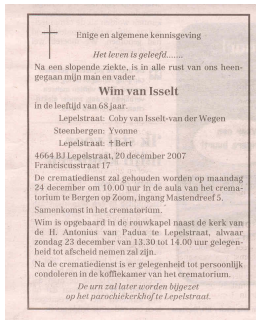 Enige en algemene kennisgeving
Het leven is geleefd.......
Na een slopende ziekte, is in alle rust van ons heen-
gegaan mijn man en vader
Wim van Isselt
in de leeftijd van 68 jaar.
Lepelstraat: Coby van Isselt-van der Wegen
Steenbergen: Yvonne
Lepelstraat: ✝Bert
4664 BJ Lepelstraat, 20 december 2007
Franciscusstraat 17
De crematiedienst zal gehouden worden op maandag
24 december om 10.00 uur in de aula van het crema-
torium te Bergen op Zoom, ingang Mastendreef 5.
Samenkomst in het crematorium.
Wim is opgebaard in de rouwkapel naast de kerk van
de H. Antonius van Padua te Lepelstraat, alwaar
zondag 23 december van 13.30 tot 14.00 uur gelegen-
heid tot afscheid nemen zal zijn.
Na de crematiedienst is er gelegenheid tot persoonlijk
condoleren in de koffiekamer van het crematorium.
De urn zal later worden bijgezet
op het parochiekerkhof te Lepelstraat.